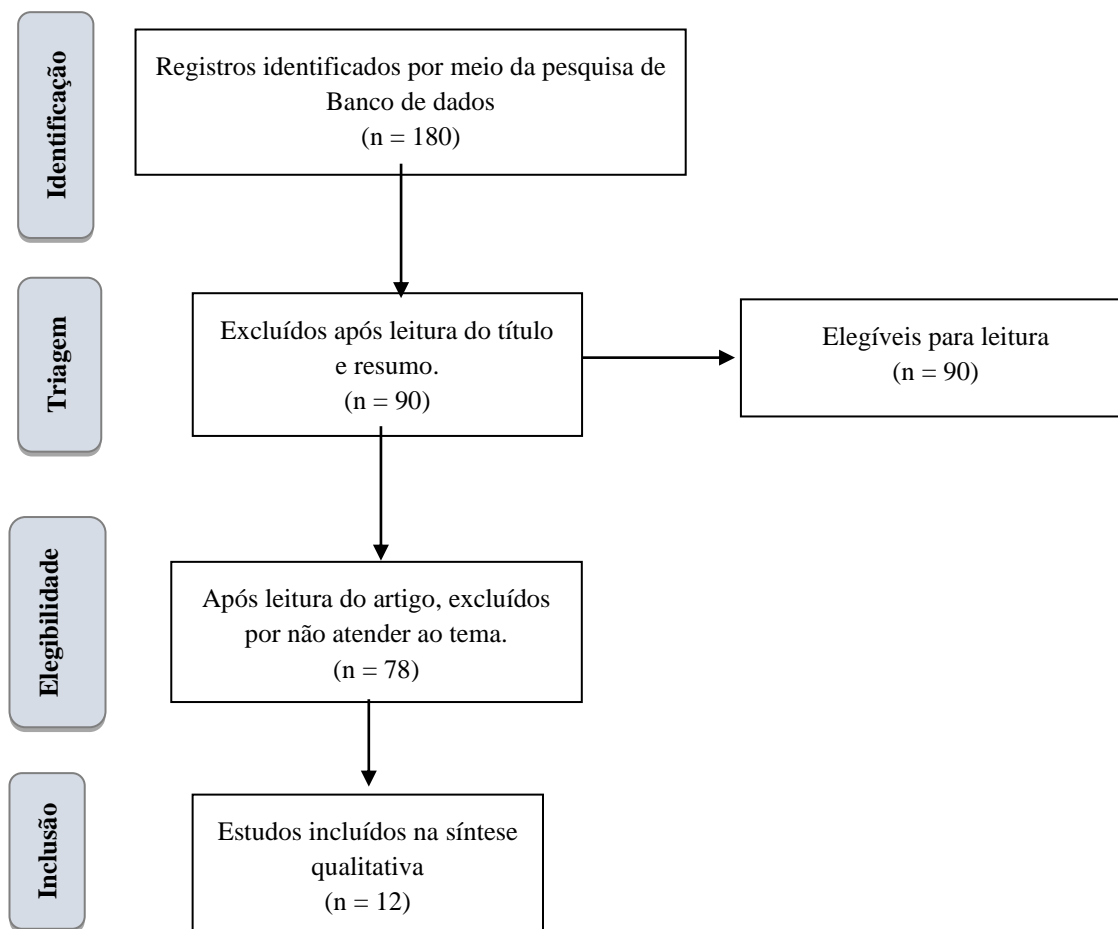 Identificação
Registros identificados por meio da pesquisa de
Banco de dados
(n = 180)
Triagem
Excluídos após leitura do título
e resumo.
(n = 90)
Elegíveis para leitura
(n = 90)
Elegibilidade
Após leitura do artigo, excluídos
por não atender ao tema.
(n = 78)
Inclusão
Estudos incluídos na síntese
qualitativa
(n = 12)